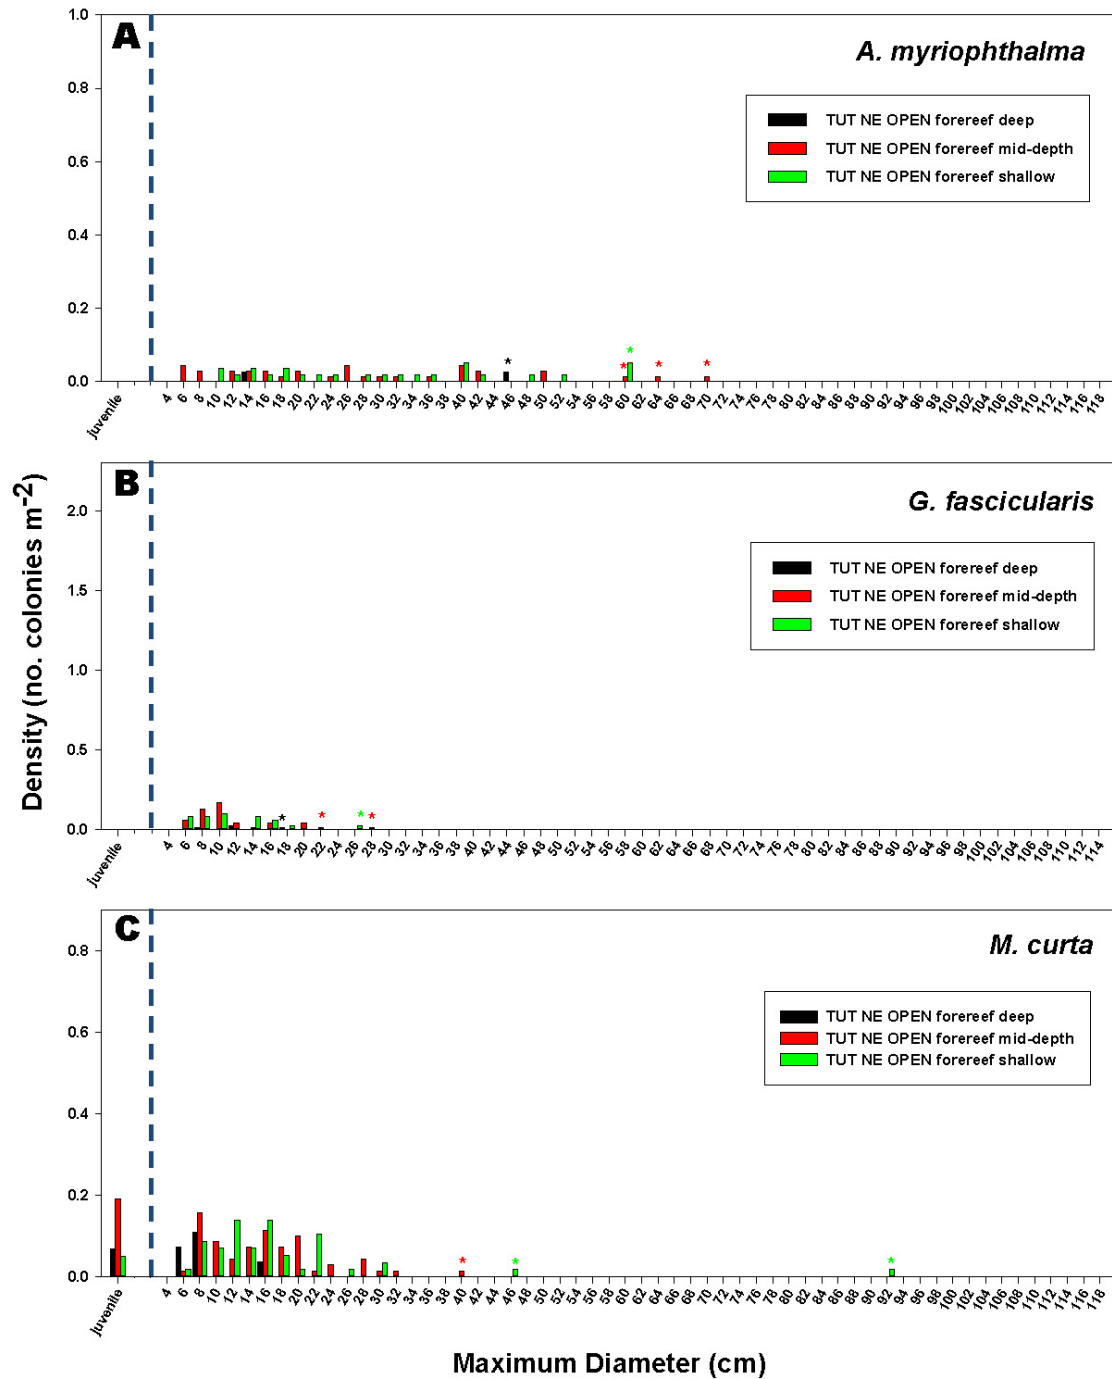 A
A. myriophthalma
TUT NE OPEN forereef deep
TUT NE OPEN forereef mid-depth
TUT NE OPEN forereef shallow
1.0
0.8
0.6
0.4
0.2
0.0
Juvenile 4 6 8 10 12 14 16 18 20 22 24 26 28 30 32 34 36 38 40 42 44 46 48 50 52 54 56 58 60 62 64 66 68 70 72 74 76 78 80 82 84 86 88 90 92 94 96 98 100 102 104 106 108 110 112 114 116 118
* * * * *
Density (no. colonies m-2)
B
G. fascicularis
TUT NE OPEN forereef deep
TUT NE OPEN forereef mid-depth
TUT NE OPEN forereef shallow
2.0
1.5
1.0
0.5
0.0
* * * *
Juvenile 4 6 8 10 12 14 16 18 20 22 24 26 28 30 32 34 36 38 40 42 44 46 48 50 52 54 56 58 60 62 64 66 68 70 72 74 76 78 80 82 84 86 88 90 92 94 96 98 100 102 104 106 108 110 112 114
C
M. curta
TUT NE OPEN forereef deep
TUT NE OPEN forereef mid-depth
TUT NE OPEN forereef shallow
0.8
0.6
0.4
0.2
0.0
* * *
Juvenile 4 6 8 10 12 14 16 18 20 22 24 26 28 30 32 34 36 38 40 42 44 46 48 50 52 54 56 58 60 62 64 66 68 70 72 74 76 78 80 82 84 86 88 90 92 94 96 98 100 102 104 106 108 110 112 114 116 118
Maximum Diameter (cm)